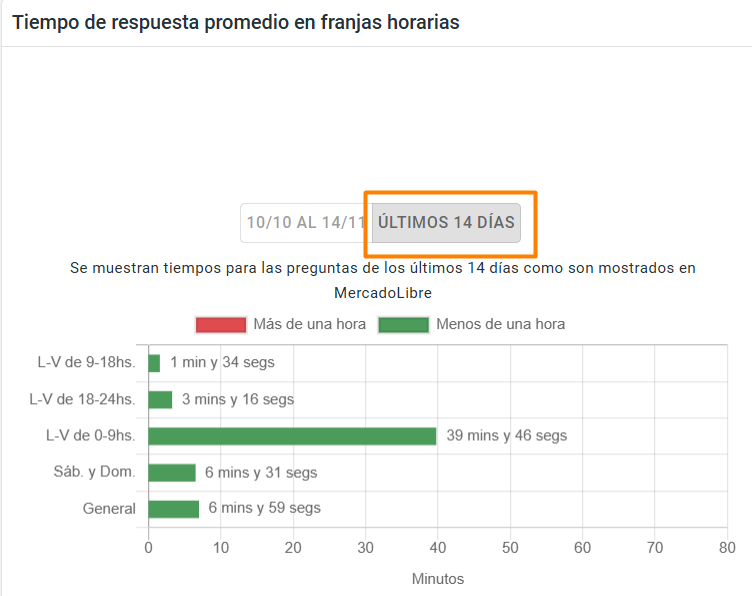 Tiempo de respuesta promedio en franjas horarias
10/10 AL 14/11 ÚLTIMOS 14 DÍAS
Se muestran tiempos para las preguntas de los últimos 14 días como son mostrados en
MercadoLibre
Más de una hora Menos de una hora
L-V de 9-18hs. 1 min y 34 segs
L-V de 18-24hs. 3 mins y 16 segs
L-V de 0-9hs. 39 mins y 46 segs
Sáb. y Dom. 6 mins y 31 segs
General 6 mins y 59 segs
0 10 20 30 40 50 60 70 80
Minutos